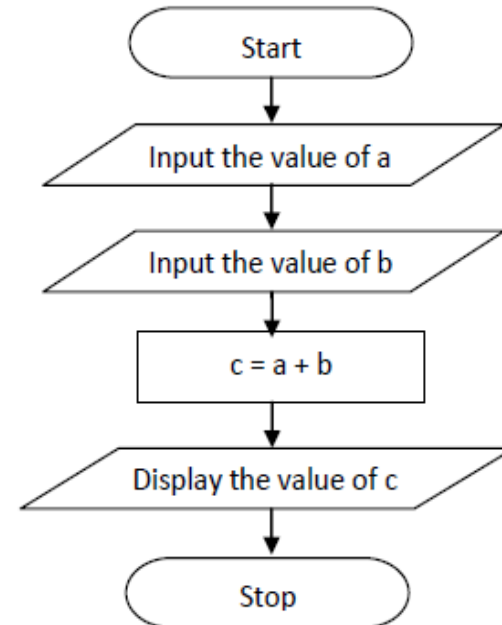 Start
Input the value of a
Input the value of b
c = a + b
Display the value of c
Stop